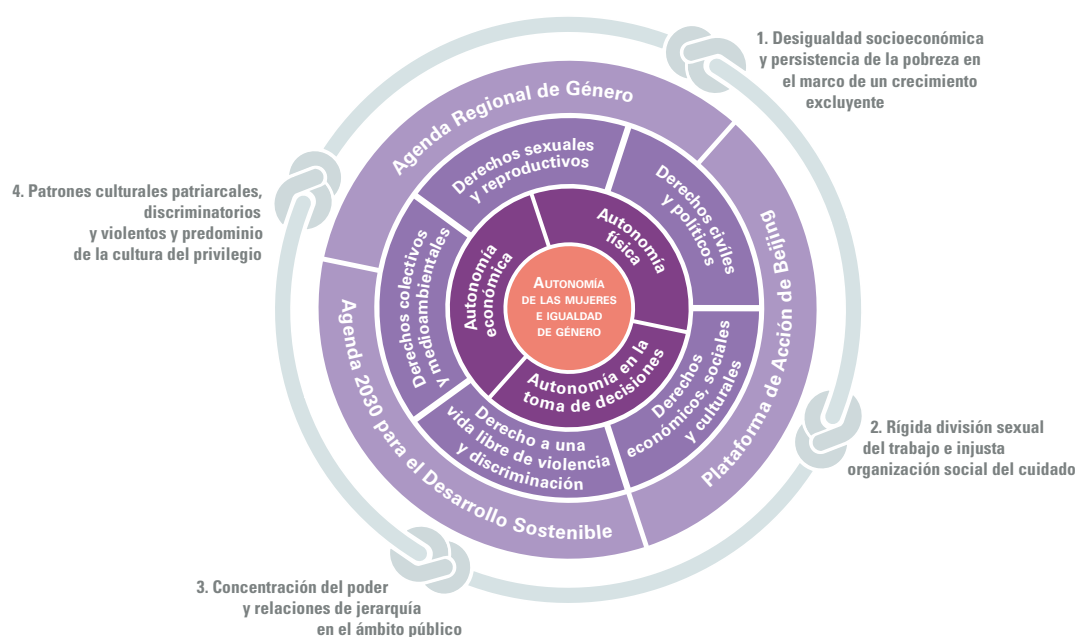 1. Desigualdad socioeconómica
y persistencia de la pobreza en
el marco de un crecimiento
excluyente
Agenda Regional de Género
Derechos sexuales
y reproductivos
Derechos civiles
y políticos
4. Patrones culturales patriarcales,
discriminatorios
y violentos y predominio
de la cultura del privilegio
Plataforma de Acción de Beijing
Autonomía
física
Derechos colectivos
y medioambientales
Autonomía
económica
AUTONOMÍA
DE LAS MUJERES
E IGUALDAD
DE GÉNERO
Agenda 2030 para el Desarrollo Sostenible
Autonomía en la
toma de decisiones
Derechos
económicos, sociales
y culturales
Derecho a una
vida libre de violencia
y discriminación
2. Rígida división sexual
del trabajo e injusta
organización social del cuidado
3. Concentración del poder
y relaciones de jerarquía
en el ámbito público